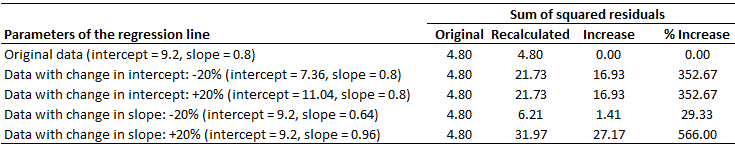 Sum of squared residuals
Parameters of the regression line Original Recalculated Increase % Increase
Original data (intercept = 9.2, slope = 0.8) 4.80 4.80 0.00 0.00
Data with change in intercept: -20% (intercept = 7.36, slope = 0.8) 4.80 21.73 16.93 352.67
Data with change in intercept: +20% (intercept = 11.04, slope = 0.8) 4.80 21.73 16.93 352.67
Data with change in slope: -20% (intercept = 9.2, slope = 0.64) 4.80 6.21 1.41 29.33
Data with change in slope: +20% (intercept = 9.2, slope = 0.96) 4.80 31.97 27.17 566.00